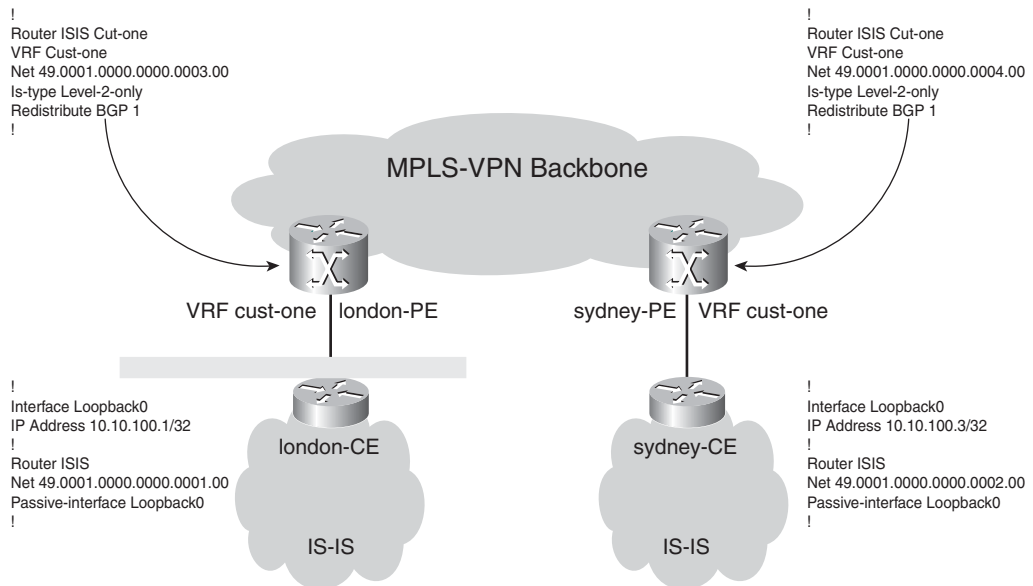 !
Router ISIS Cut-one
VRF Cust-one
Net 49.0001.0000.0000.0003.00
Is-type Level-2-only
Redistribute BGP 1
!
!
Router ISIS Cut-one
VRF Cust-one
Net 49.0001.0000.0000.0004.00
Is-type Level-2-only
Redistribute BGP 1
!
MPLS-VPN Backbone
VRF cust-one
london-PE
sydney-PE
VRF cust-one
!
Interface Loopback0
IP Address 10.10.100.1/32
!
Router ISIS
Net 49.0001.0000.0000.0001.00
Passive-interface Loopback0
!
london-CE
IS-IS
sydney-CE
IS-IS
!
Interface Loopback0
IP Address 10.10.100.3/32
!
Router ISIS
Net 49.0001.0000.0000.0002.00
Passive-interface Loopback0
!